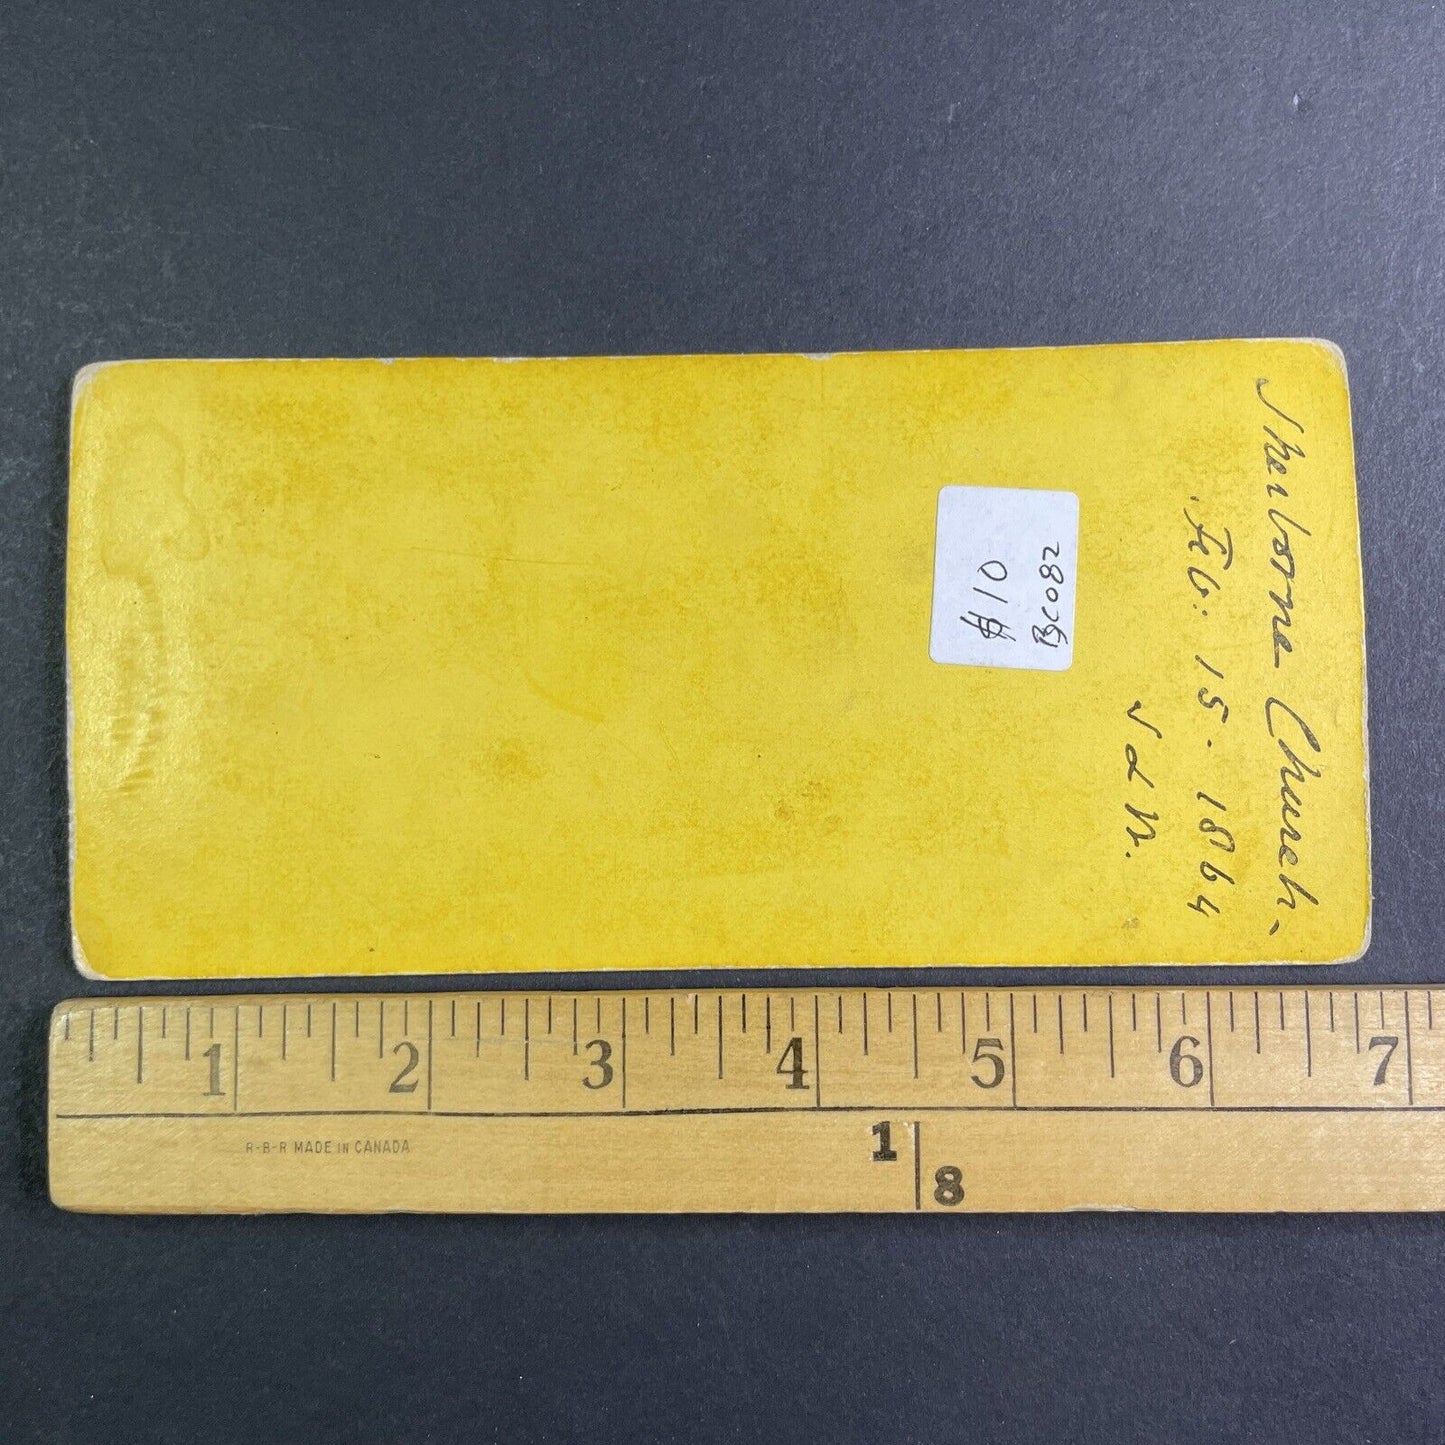 Sherborne Church -
Feb: 15 - 1864
$10
BC082
1 2 3 4 5 6 7
R-B-R MADE IN CANADA
1
8